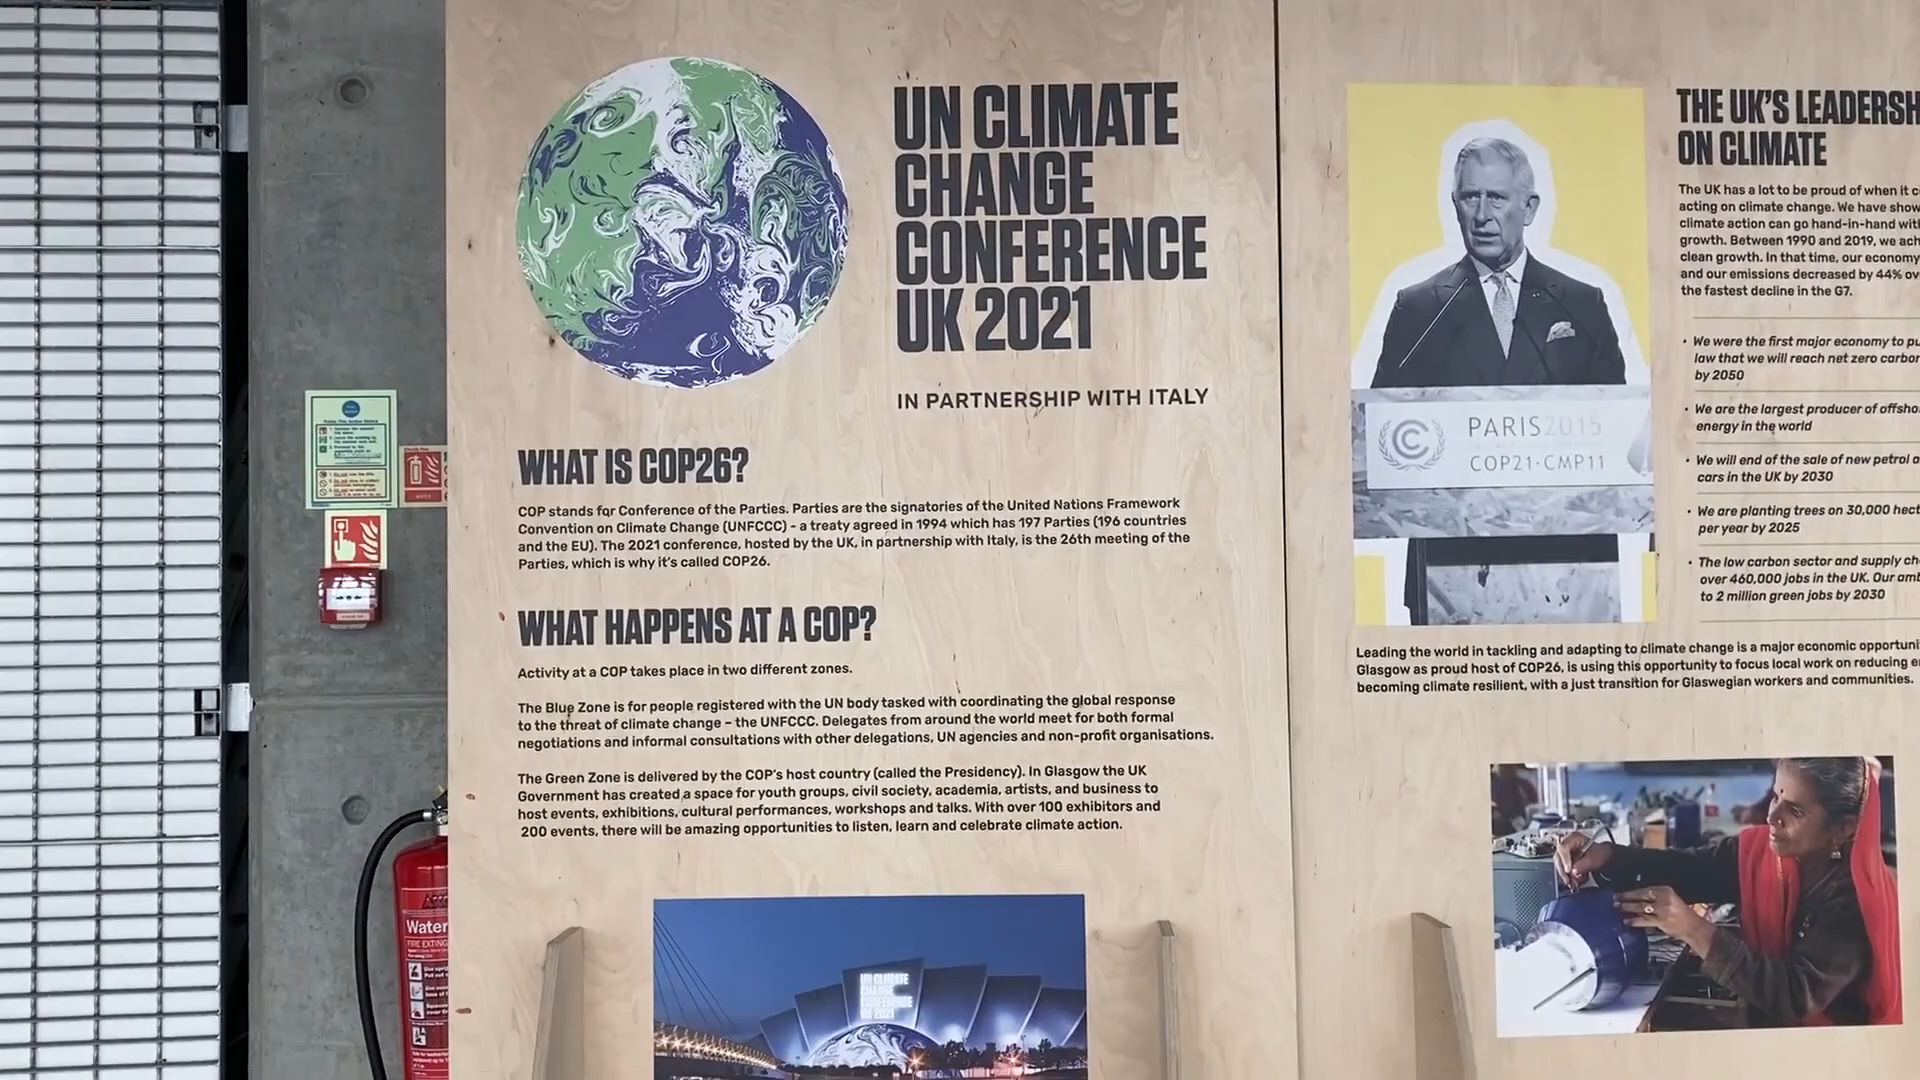 UN CLIMATE
CHANGE
CONFERENCE
UK 2021
IN PARTNERSHIP WITH ITALY
WHAT IS COP26?
COP stands for Conference of the Parties. Parties are the signatories of the United Nations Framework
Convention on Climate Change (UNFCCC) - a treaty agreed in 1994 which has 197 Parties (196 countries
and the EU). The 2021 conference, hosted by the UK, in partnership with Italy, is the 26th meeting of the
Parties, which is why it's called COP26.
WHAT HAPPENS AT A COP?
Activity at a COP takes place in two different zones.
The Blue Zone is for people registered with the UN body tasked with coordinating the global response
to the threat of climate change – the UNFCCC. Delegates from around the world meet for both formal
negotiations and informal consultations with other delegations, UN agencies and non-profit organisations.
The Green Zone is delivered by the COP's host country (called the Presidency). In Glasgow the UK
Government has created a space for youth groups, civil society, academia, artists, and business to
host events, exhibitions, cultural performances, workshops and talks. With over 100 exhibitors and
200 events, there will be amazing opportunities to listen, learn and celebrate climate action.
UN CLIMATE
CHANGE
CONFERENCE
UK 2021
PARIS2015
COP21·CMP11
THE UK'S LEADERSH
ON CLIMATE
The UK has a lot to be proud of when it c
acting on climate change. We have show
climate action can go hand-in-hand with
growth. Between 1990 and 2019, we ach
clean growth. In that time, our economy
and our emissions decreased by 44% ov
the fastest decline in the G7.
• We were the first major economy to pu
law that we will reach net zero carbon
by 2050
• We are the largest producer of offsho
energy in the world
• We will end of the sale of new petrol a
cars in the UK by 2030
• We are planting trees on 30,000 hect
per year by 2025
• The low carbon sector and supply ch
over 460,000 jobs in the UK. Our amb
to 2 million green jobs by 2030
Leading the world in tackling and adapting to climate change is a major economic opportuni
Glasgow as proud host of COP26, is using this opportunity to focus local work on reducing e
becoming climate resilient, with a just transition for Glaswegian workers and communities.
Water
FIRE EXTING